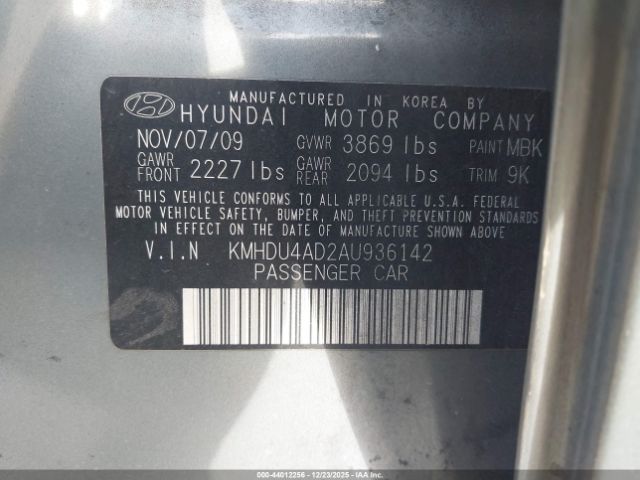 MANUFACTURED IN KOREA BY
HYUNDAI MOTOR COMPANY
NOV/07/09 GVWR 3869 lbs PAINT MBK
GAWR FRONT 2227 lbs GAWR REAR 2094 lbs TRIM 9K
THIS VEHICLE CONFORMS TO ALL APPLICABLE U.S.A. FEDERAL
MOTOR VEHICLE SAFETY, BUMPER, AND THEFT PREVENTION STANDARDS
IN EFFECT ON THE DATE OF MANUFACTURE SHOWN ABOVE.
V.I.N KMHDU4AD2AU936142
PASSENGER CAR
000-44012256 - 12/23/2025 - IAA Corp.